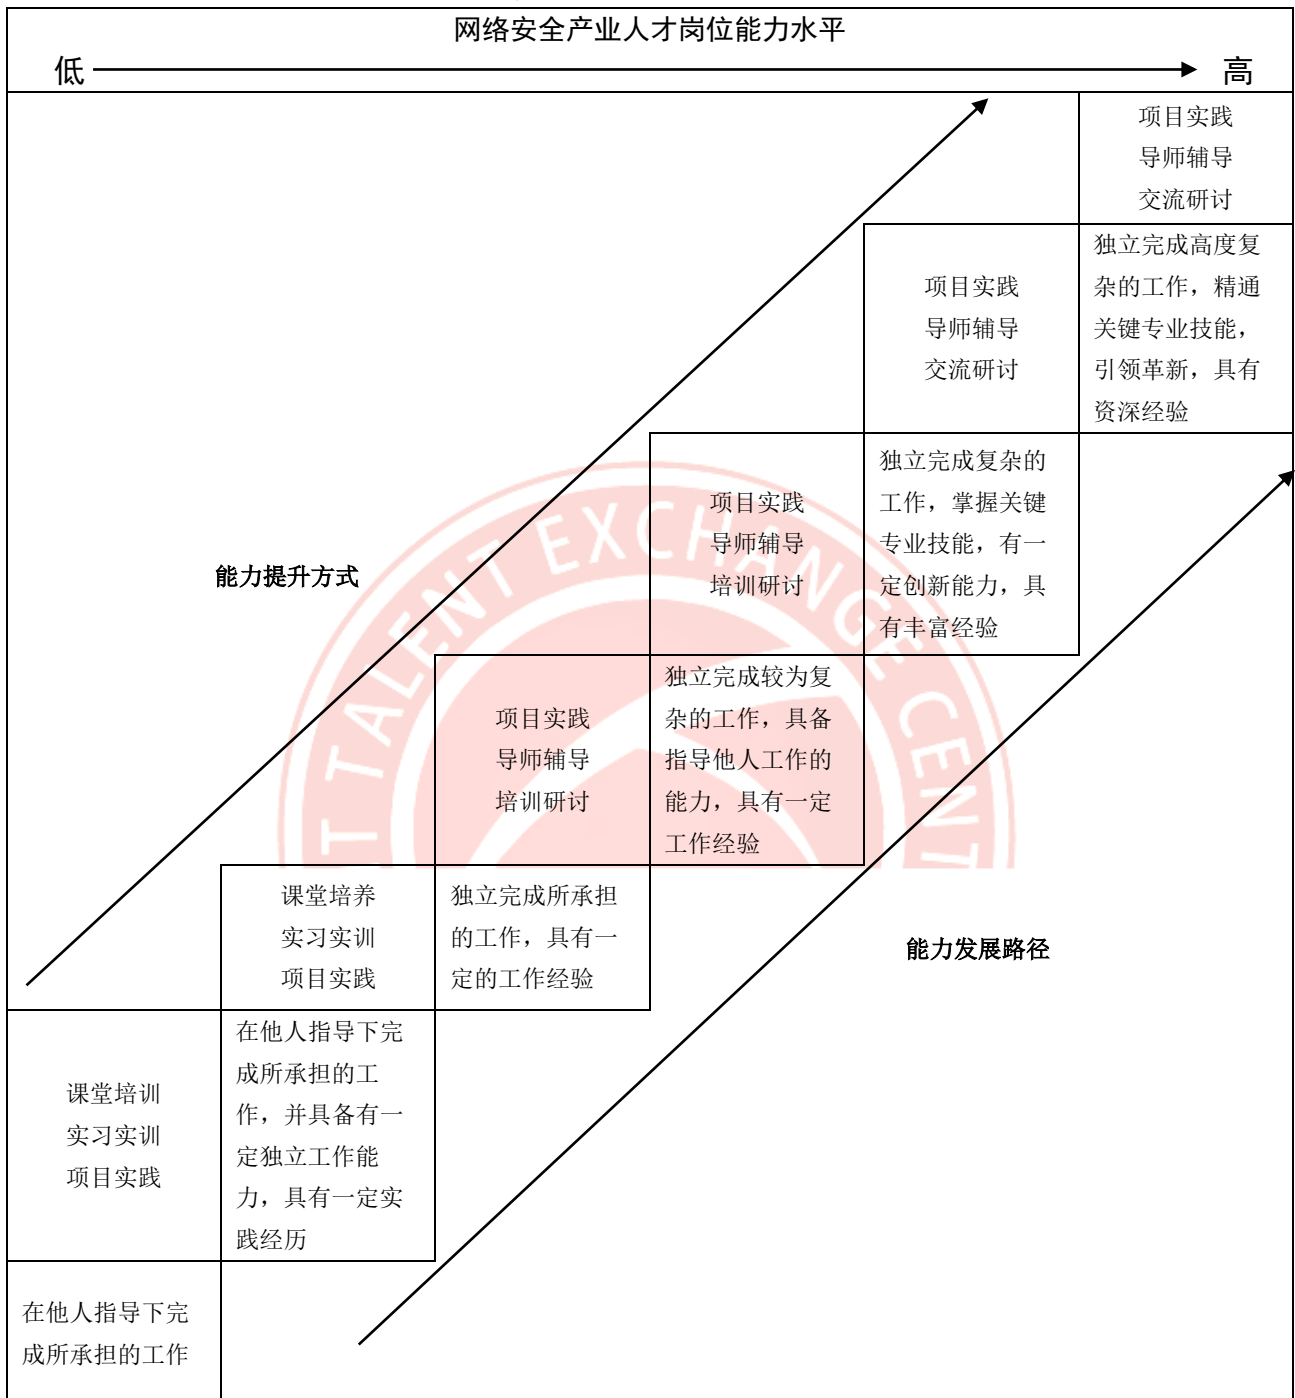 网络安全产业人才岗位能力水平
低
高
项目实践
导师辅导
交流研讨
项目实践
导师辅导
交流研讨
独立完成高度复
杂的工作，精通
关键专业技能，
引领革新，具有
资深经验
项目实践
导师辅导
培训研讨
独立完成复杂的
工作，掌握关键
专业技能，有一
定创新能力，具
有丰富经验
能力提升方式
项目实践
导师辅导
培训研讨
独立完成较为复
杂的工作，具备
指导他人工作的
能力，具有一定
工作经验
课堂培养
实习实训
项目实践
独立完成所承担
的工作，具有一
定的工作经验
能力发展路径
课堂培训
实习实训
项目实践
在他人指导下完
成所承担的工
作，并具备有一
定独立工作能
力，具有一定实
践经历
在他人指导下完
成所承担的工作
T TALENT EXCHANGE CENT